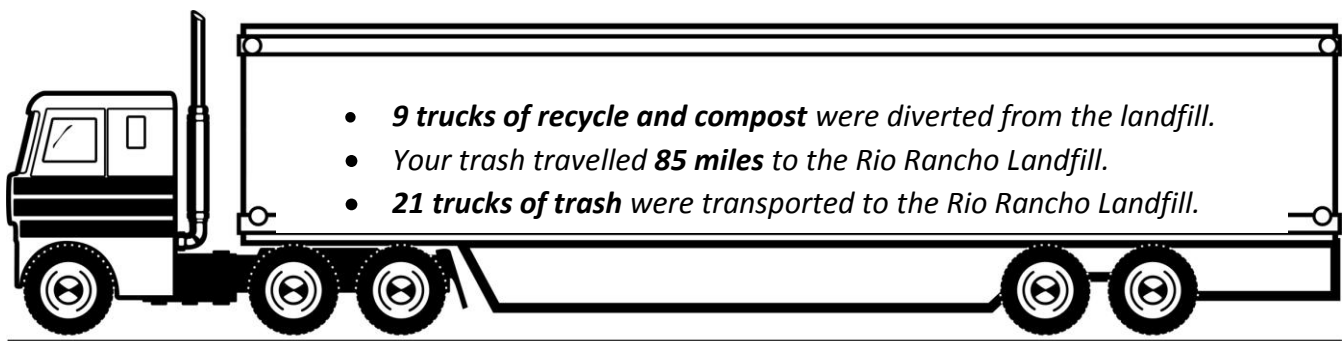 • 9 trucks of recycle and compost were diverted from the landfill.
• Your trash travelled 85 miles to the Rio Rancho Landfill.
• 21 trucks of trash were transported to the Rio Rancho Landfill.